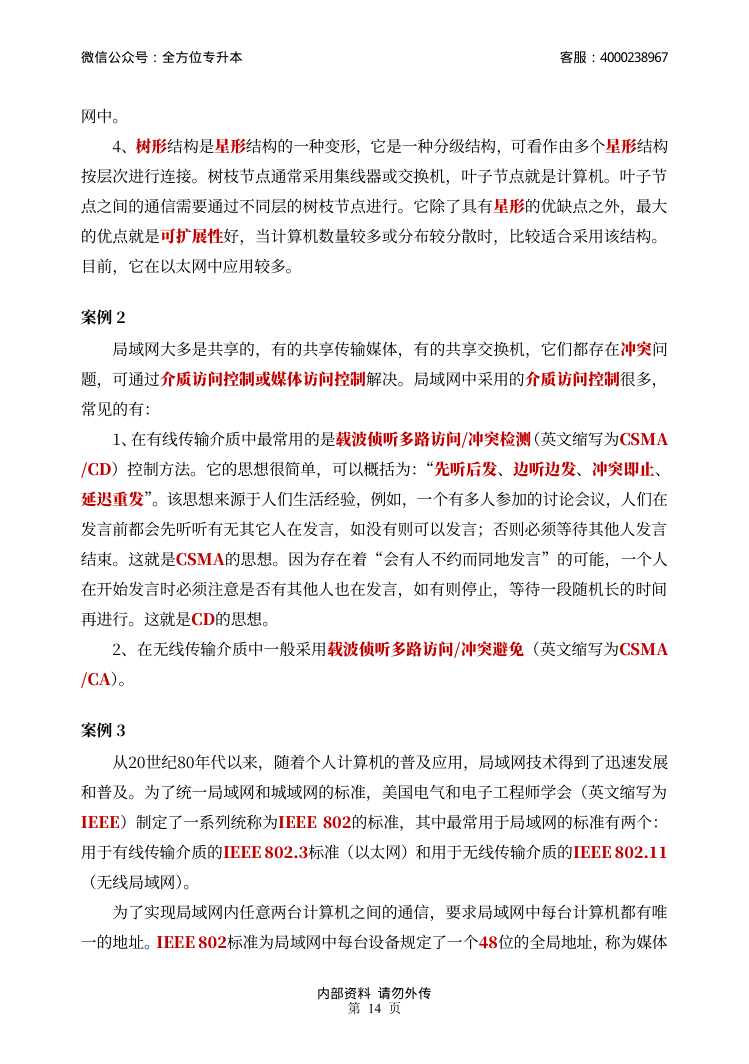 微信公众号：全方位专升本 客服：4000238967
网中。
4、树形结构是星形结构的一种变形，它是一种分级结构，可看作由多个星形结构
按层次进行连接。树枝节点通常采用集线器或交换机，叶子节点就是计算机。叶子节
点之间的通信需要通过不同层的树枝节点进行。它除了具有星形的优缺点之外，最大
的优点就是可扩展性好，当计算机数量较多或分布较分散时，比较适合采用该结构。
目前，它在以太网中应用较多。
案例 2
局域网大多是共享的，有的共享传输媒体，有的共享交换机，它们都存在冲突问
题，可通过介质访问控制或媒体访问控制解决。局域网中采用的介质访问控制很多，
常见的有：
1、在有线传输介质中最常用的是载波侦听多路访问/冲突检测（英文缩写为CSMA
/CD）控制方法。它的思想很简单，可以概括为：“先听后发、边听边发、冲突即止、
延迟重发”。该思想来源于人们生活经验，例如，一个有多人参加的讨论会议，人们在
发言前都会先听听有无其它人在发言，如没有则可以发言；否则必须等待其他人发言
结束。这就是CSMA的思想。因为存在着“会有人不约而同地发言”的可能，一个人
在开始发言时必须注意是否有其他人也在发言，如有则停止，等待一段随机长的时间
再进行。这就是CD的思想。
2、在无线传输介质中一般采用载波侦听多路访问/冲突避免（英文缩写为CSMA
/CA）。
案例 3
从20世纪80年代以来，随着个人计算机的普及应用，局域网技术得到了迅速发展
和普及。为了统一局域网和城域网的标准，美国电气和电子工程师学会（英文缩写为
IEEE）制定了一系列统称为IEEE 802的标准，其中最常用于局域网的标准有两个：
用于有线传输介质的IEEE 802.3标准（以太网）和用于无线传输介质的IEEE 802.11
（无线局域网）。
为了实现局域网内任意两台计算机之间的通信，要求局域网中每台计算机都有唯
一的地址。IEEE 802标准为局域网中每台设备规定了一个48位的全局地址，称为媒体
内部资料 请勿外传
第 14 页